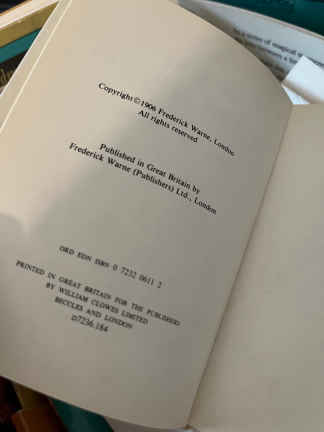 Copyright © 1906 Frederick Warne, London
All rights reserved
Published in Great Britain by
Frederick Warne (Publishers) Ltd., London
ORD EDN ISBN 0 7232 0611 2
PRINTED IN GREAT BRITAIN FOR THE PUBLISHER
BY WILLIAM CLOWES LIMITED
BECCLES AND LONDON
D7236.184